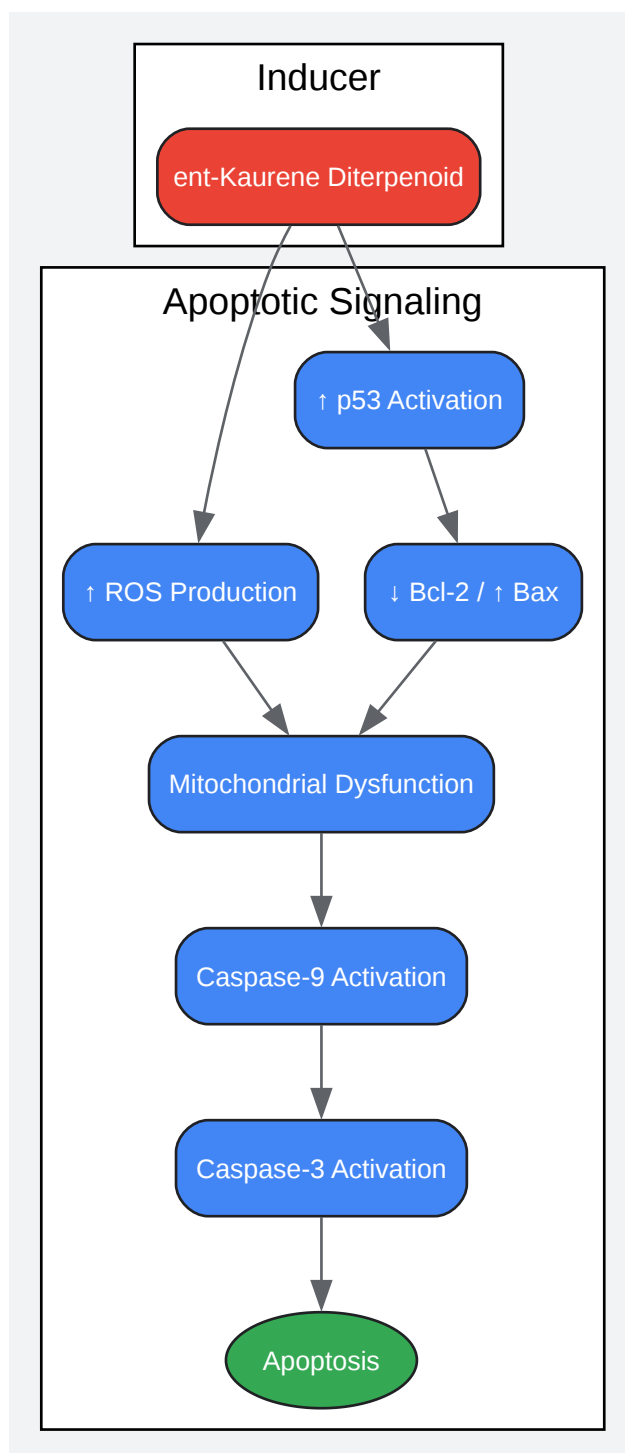 Inducer
ent-Kaurene Diterpenoid
Apoptotic Signaling
↑ p53 Activation
↑ ROS Production
↓ Bcl-2 / ↑ Bax
Mitochondrial Dysfunction
Caspase-9 Activation
Caspase-3 Activation
Apoptosis